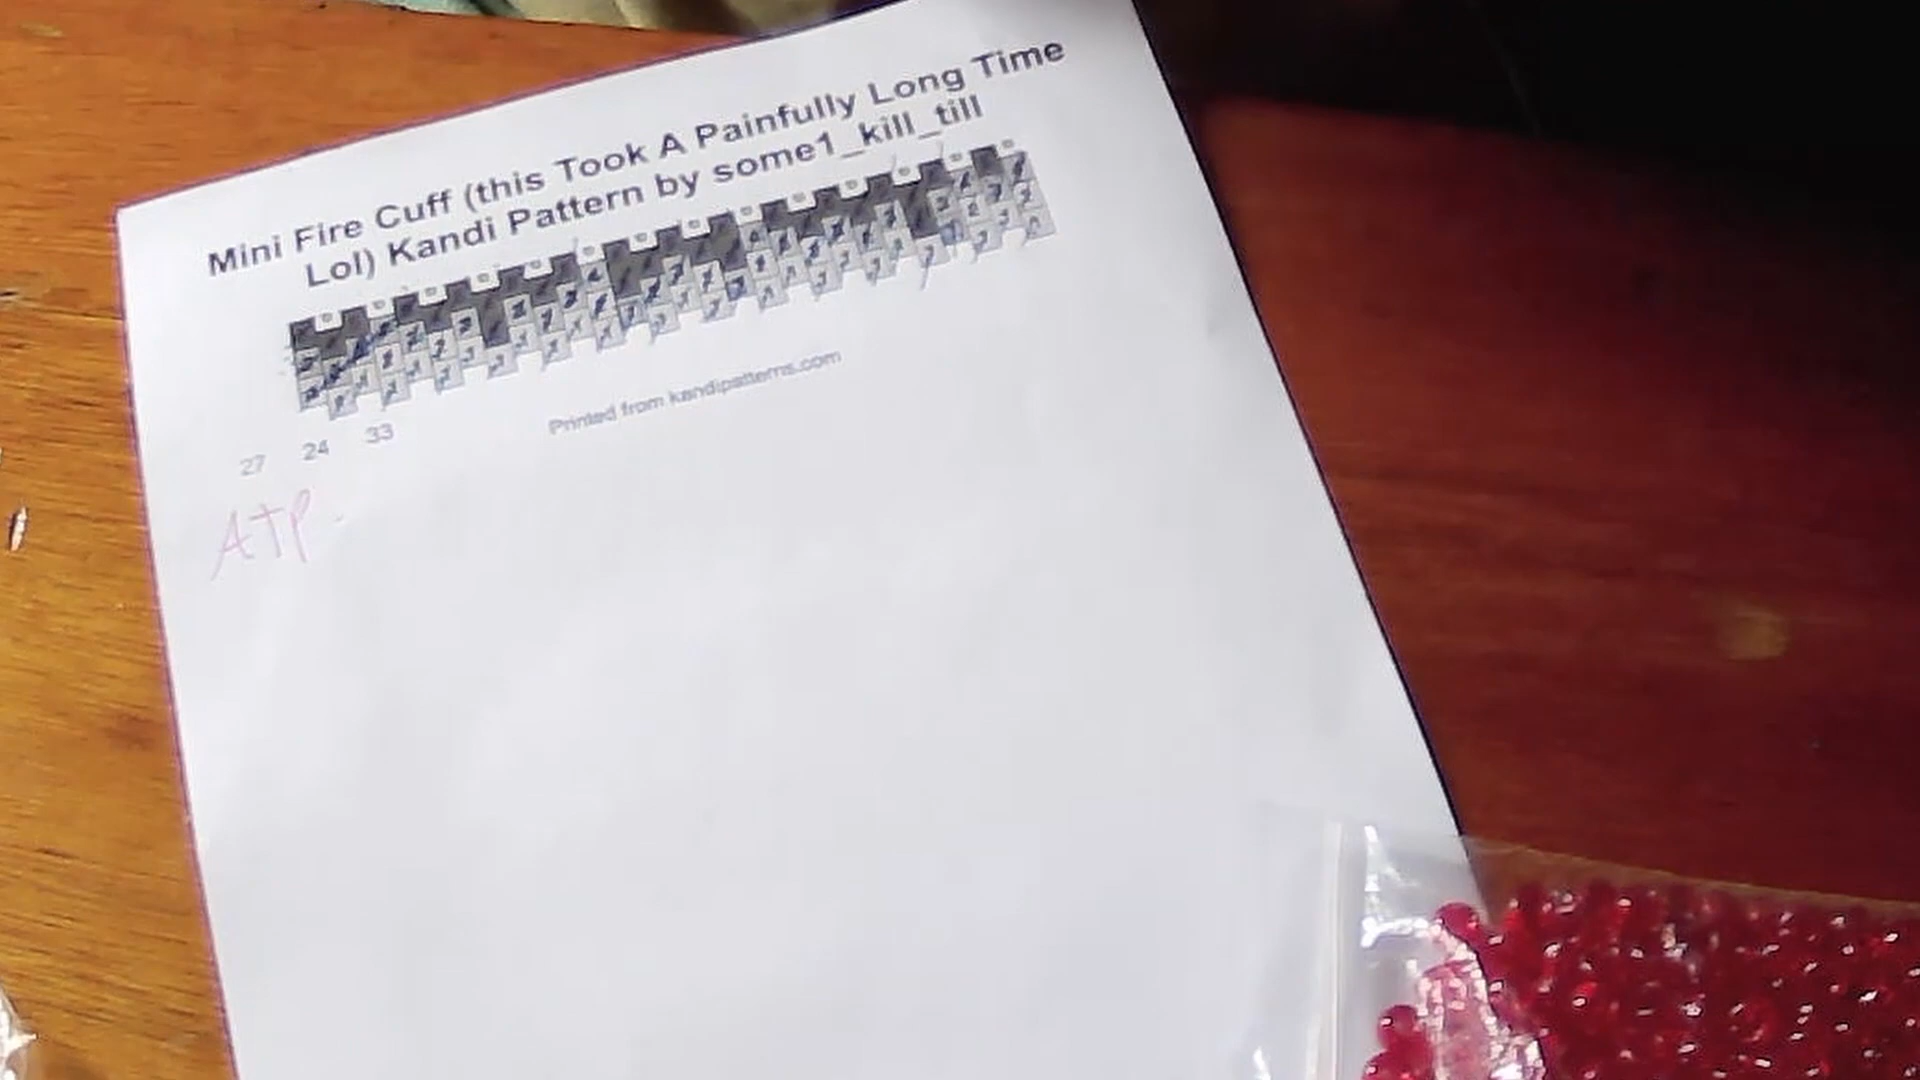 Mini Fire Cuff (this Took A Painfully Long Time
Lol) Kandi Pattern by some1_kill_till
Printed from kandipatterns.com
27 24 33
ATP